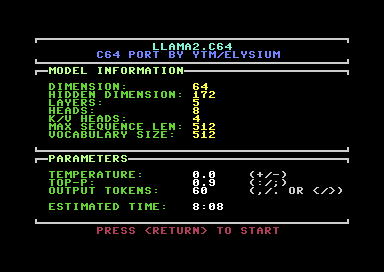 LLAMA2.C64
C64 PORT BY YTM/ELYSIUM
MODEL INFORMATION
DIMENSION: 64
HIDDEN DIMENSION: 172
LAYERS: 5
HEADS: 8
K/V HEADS: 4
MAX SEQUENCE LEN: 512
VOCABULARY SIZE: 512
PARAMETERS
TEMPERATURE: 0.0 (+/-)
TOP-P: 0.9 (:/;)
OUTPUT TOKENS: 60 (,/. OR </>)
ESTIMATED TIME: 8:08
PRESS <RETURN> TO START